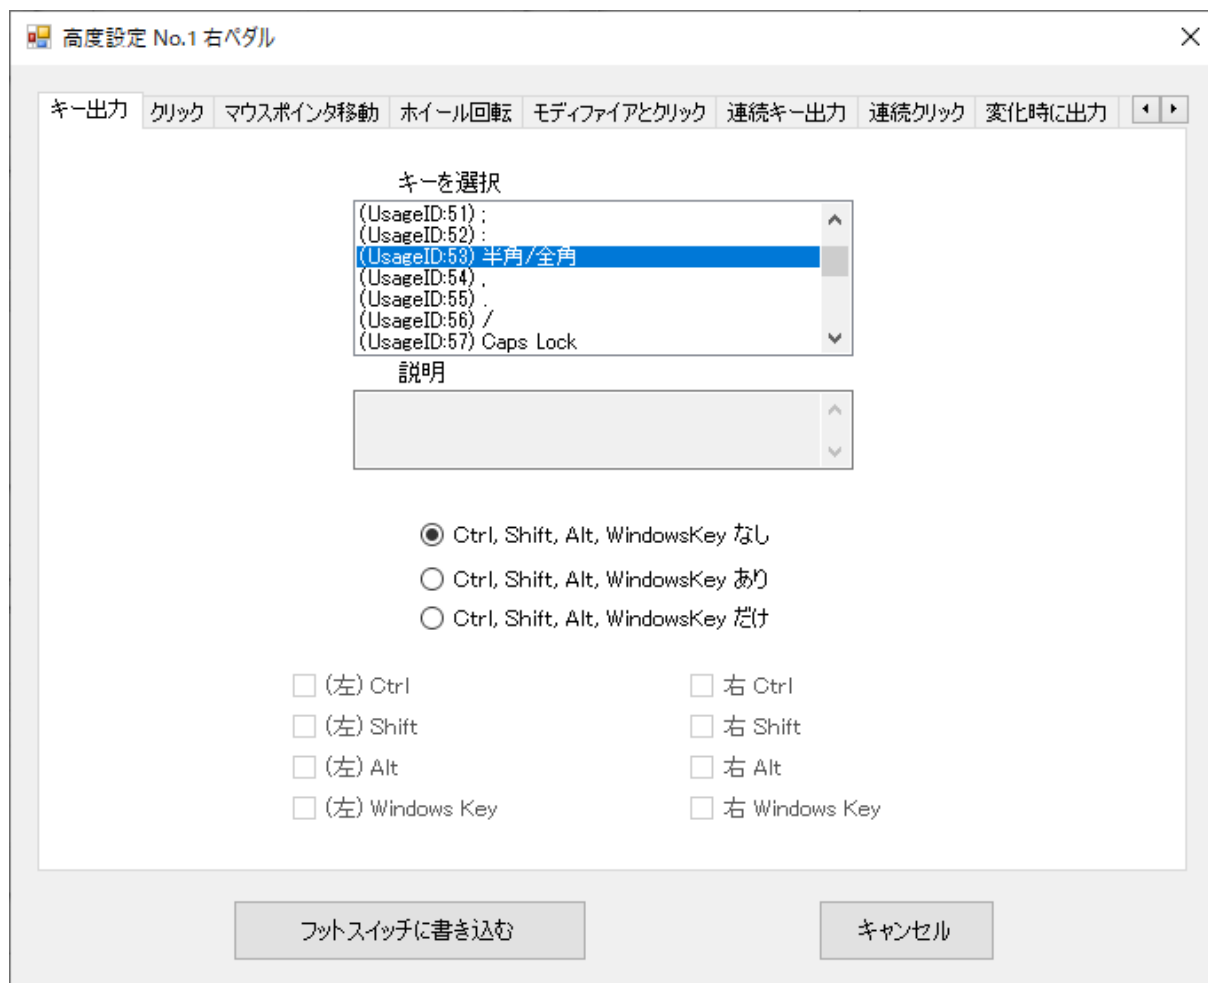 高度設定 No.1 右ペダル
キー出力 クリック マウスポインタ移動 ホイール回転 モディファイアとクリック 連続キー出力 連続クリック 変化時に出力
キーを選択
(UsageID:51) ;
(UsageID:52) :
(UsageID:53) 半角/全角
(UsageID:54) ,
(UsageID:55) .
(UsageID:56) /
(UsageID:57) Caps Lock
説明
Ctrl, Shift, Alt, WindowsKey なし
Ctrl, Shift, Alt, WindowsKey あり
Ctrl, Shift, Alt, WindowsKey だけ
(左) Ctrl 右 Ctrl
(左) Shift 右 Shift
(左) Alt 右 Alt
(左) Windows Key 右 Windows Key
フットスイッチに書き込む キャンセル